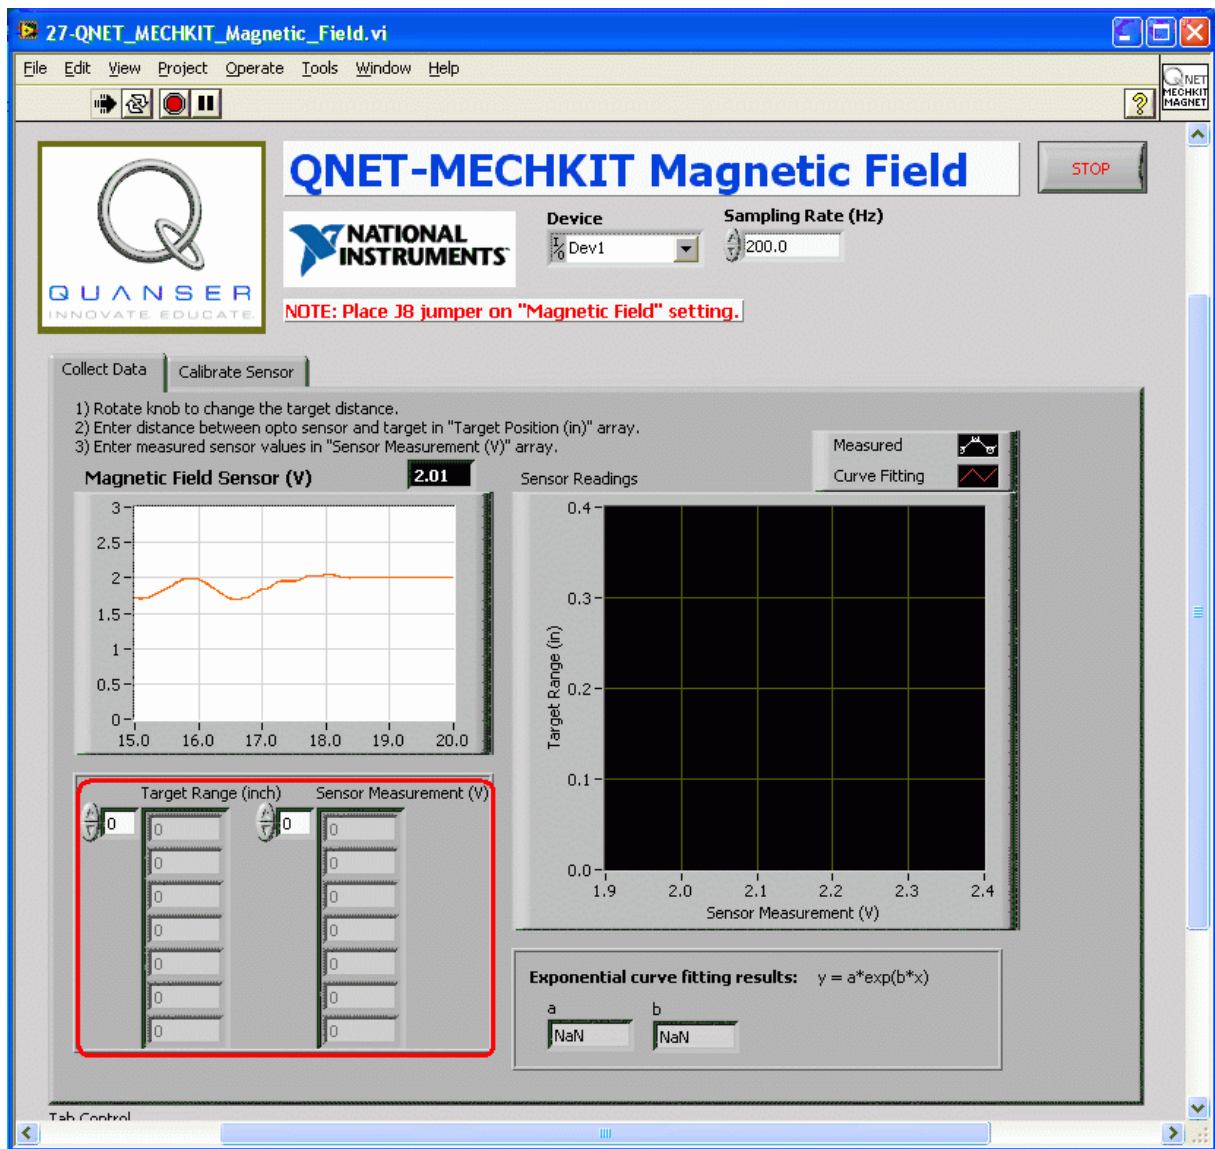 27-QNET_MECHKIT_Magnetic_Field.vi
File Edit View Project Operate Tools Window Help
QNET
MECHKIT
MAGNET
QUANSER
INNOVATE. EDUCATE.
QNET-MECHKIT Magnetic Field
STOP
NATIONAL
INSTRUMENTS
Device
Dev1
Sampling Rate (Hz)
200.0
NOTE: Place J8 jumper on "Magnetic Field" setting.
Collect Data
Calibrate Sensor
1) Rotate knob to change the target distance.
2) Enter distance between opto sensor and target in "Target Position (in)" array.
3) Enter measured sensor values in "Sensor Measurement (V)" array.
Magnetic Field Sensor (V) 2.01
3
2.5
2
1.5
1
0.5
0
15.0 16.0 17.0 18.0 19.0 20.0
Sensor Readings
Measured
Curve Fitting
0.4
0.3
0.2
0.1
0.0
Target Range (in)
1.9 2.0 2.1 2.2 2.3 2.4
Sensor Measurement (V)
Target Range (inch) Sensor Measurement (V)
0 0 0 0
0 0
0 0
0 0
0 0
0 0
0 0
Exponential curve fitting results: y = a*exp(b*x)
a b
NaN NaN
Tab Control